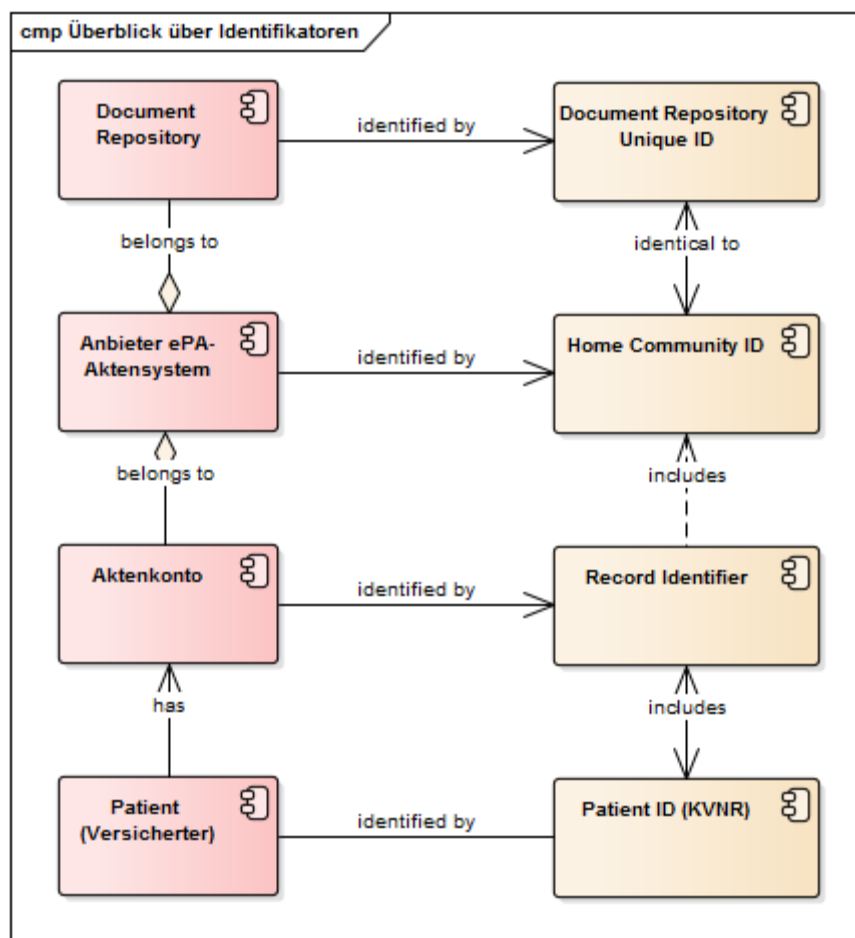 cmp Überblick über Identifikatoren
Document
Repository
identified by
Document Repository
Unique ID
belongs to
identical to
Anbieter ePA-
Aktensystem
identified by
Home Community ID
belongs to
includes
Aktenkonto
identified by
Record Identifier
has
includes
Patient
(Versicherter)
identified by
Patient ID (KVNR)